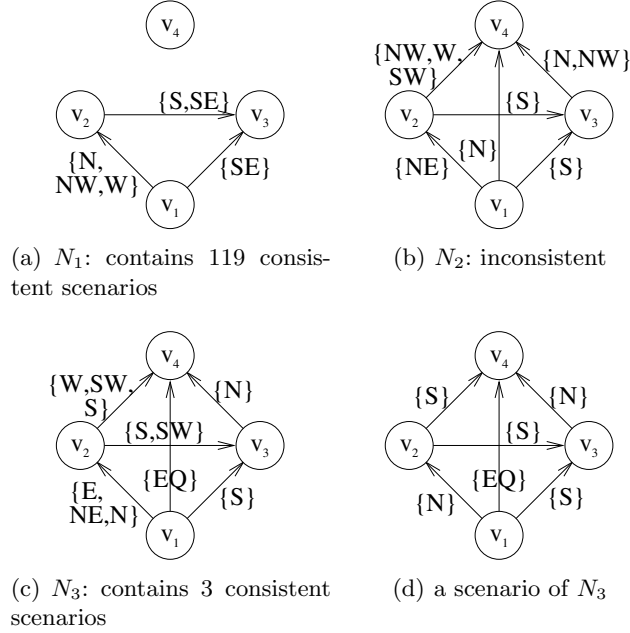 v4
v2
{S,SE}
v3
{N,
NW,W}
{SE}
v1
(a) N1: contains 119 consis-
tent scenarios
v4
{NW,W,
SW}
{N,NW}
v2
{S}
v3
{NE}
{N}
{S}
v1
(b) N2: inconsistent
v4
{W,SW,
S}
{N}
v2
{S,SW}
v3
{E,
NE,N}
{EQ}
{S}
v1
(c) N3: contains 3 consistent
scenarios
v4
{S}
{N}
v2
{S}
v3
{N}
{EQ}
{S}
v1
(d) a scenario of N3